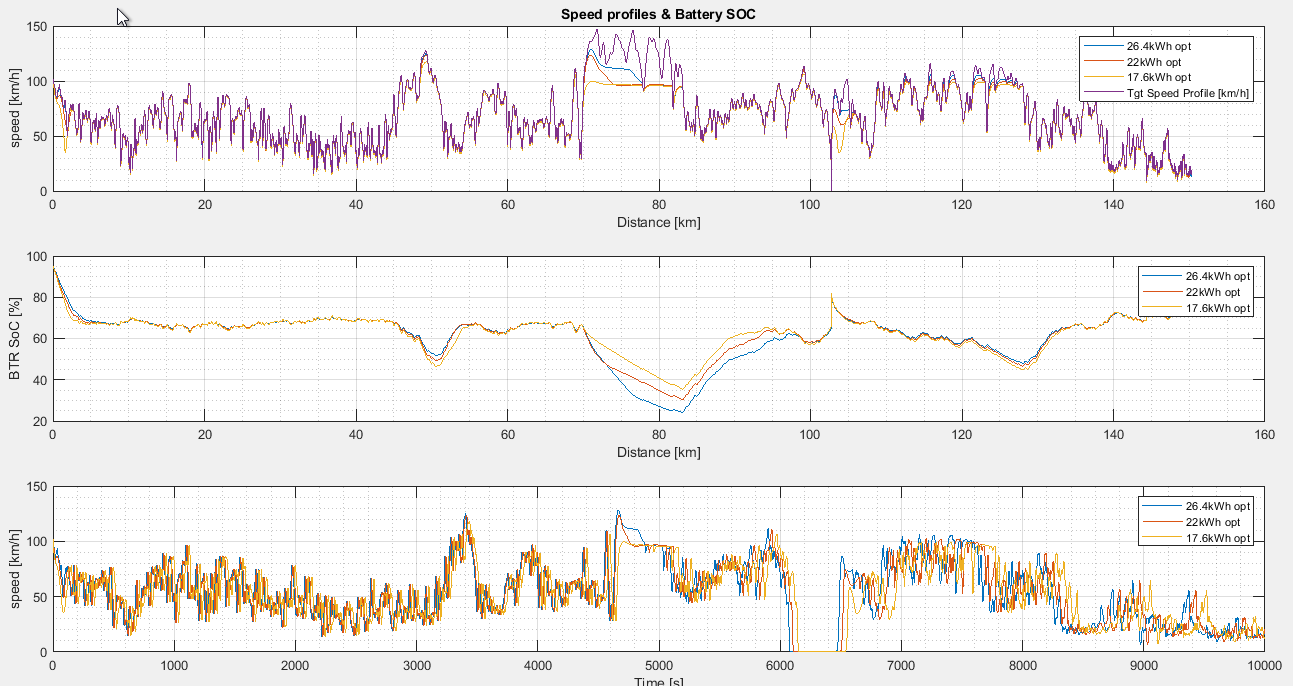 Speed profiles & Battery SOC
speed [km/h]
150
100
50
0
0 20 40 60 80 100 120 140 160
Distance [km]
26.4kWh opt
22kWh opt
17.6kWh opt
Tgt Speed Profile [km/h]
BTR SoC [%]
100
80
60
40
20
0 20 40 60 80 100 120 140 160
Distance [km]
26.4kWh opt
22kWh opt
17.6kWh opt
speed [km/h]
150
100
50
0
0 1000 2000 3000 4000 5000 6000 7000 8000 9000 10000
Time [s]
26.4kWh opt
22kWh opt
17.6kWh opt